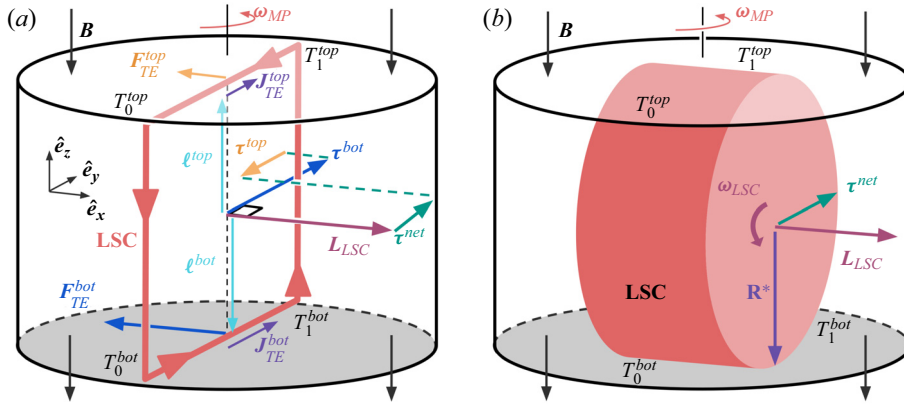 (a)
ω_MP
B
F_TE^top
T_1^top
J_TE^top
T_0^top
τ^top
τ^bot
ℓ^top
ê_z
ê_y
ê_x
LSC
L_LSC
τ^net
ℓ^bot
F_TE^bot
T_1^bot
J_TE^bot
T_0^bot
(b)
ω_MP
B
T_1^top
T_0^top
ω_LSC
τ^net
L_LSC
LSC
R*
T_1^bot
T_0^bot